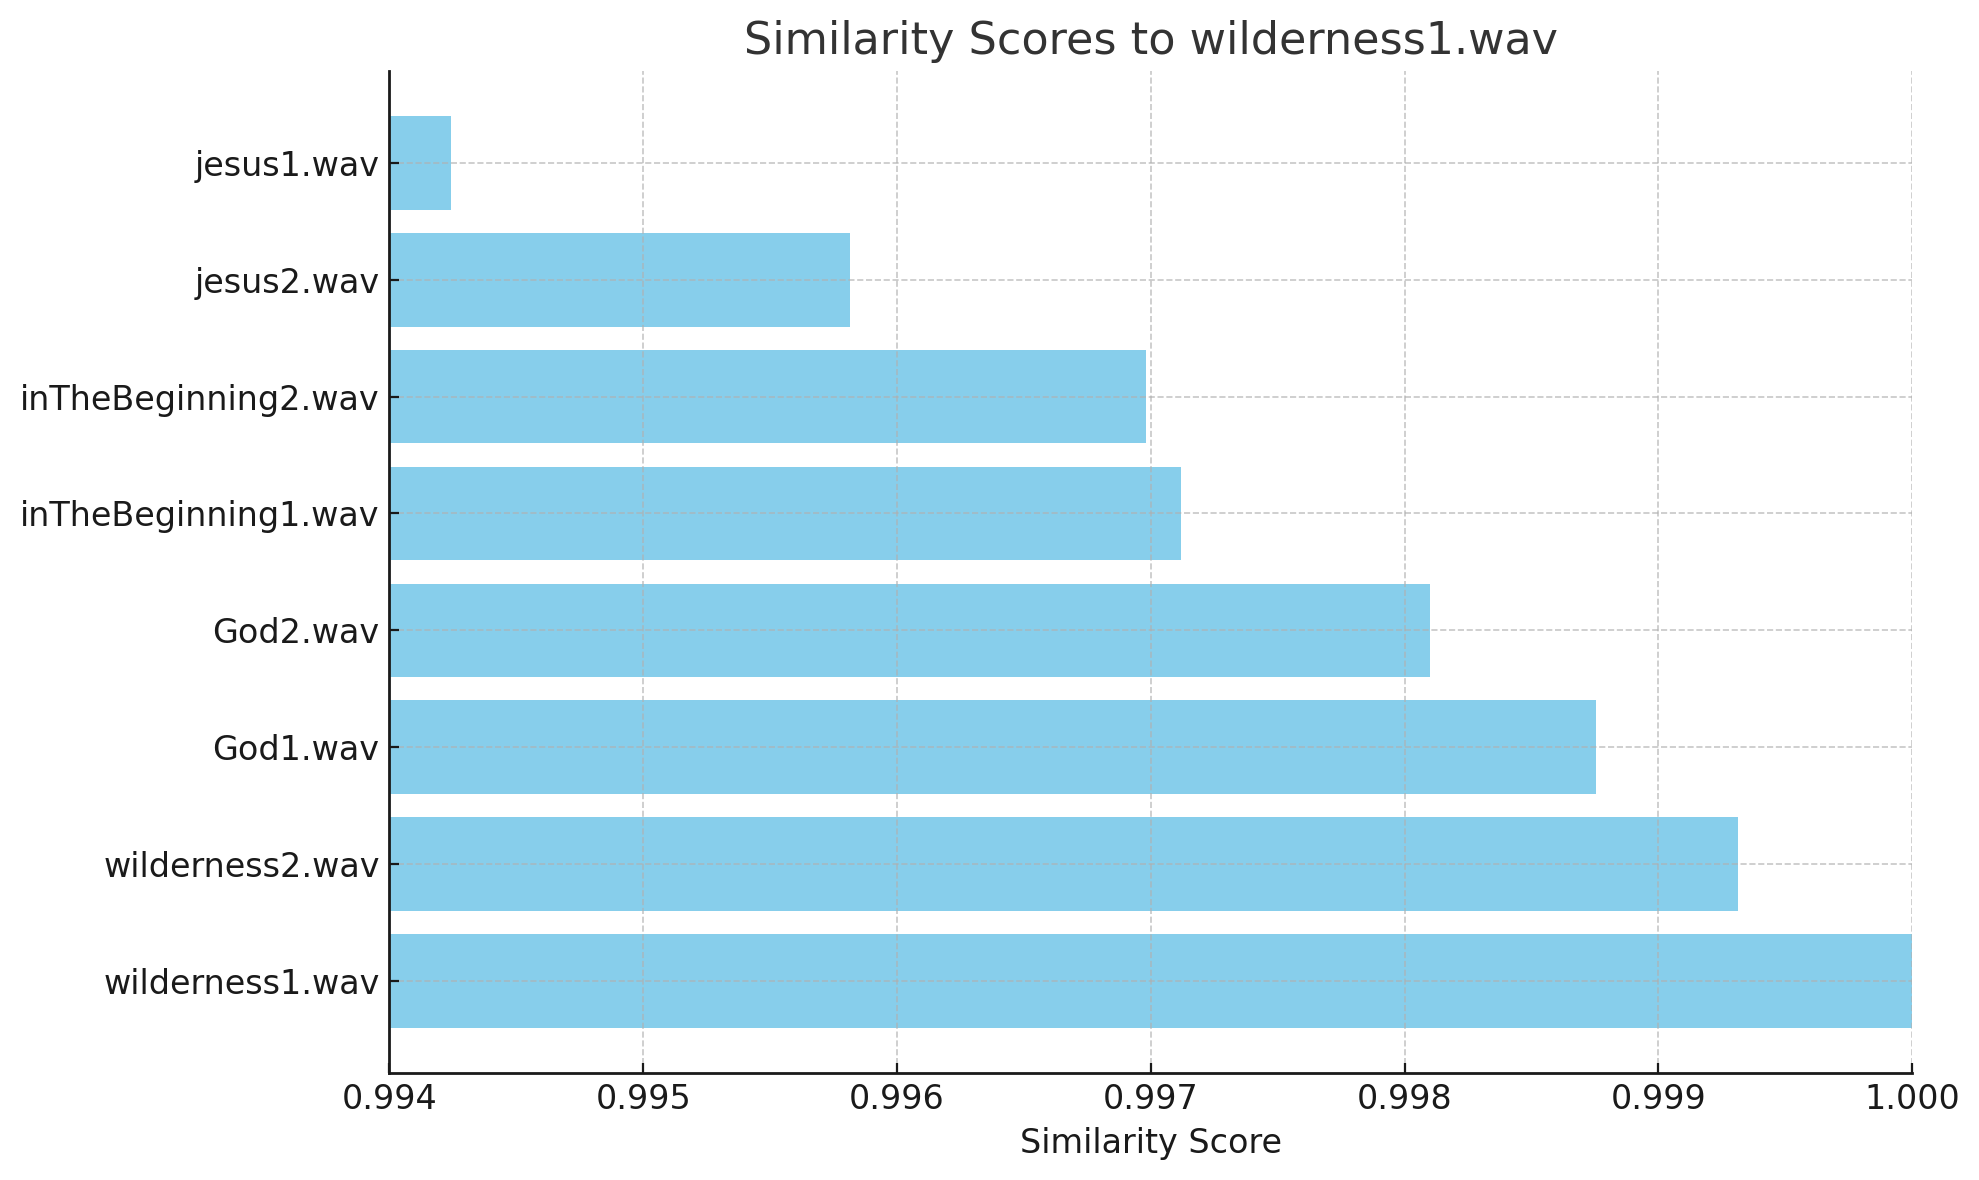 Similarity Scores to wilderness1.wav
jesus1.wav
jesus2.wav
inTheBeginning2.wav
inTheBeginning1.wav
God2.wav
God1.wav
wilderness2.wav
wilderness1.wav
0.994 0.995 0.996 0.997 0.998 0.999 1.000
Similarity Score